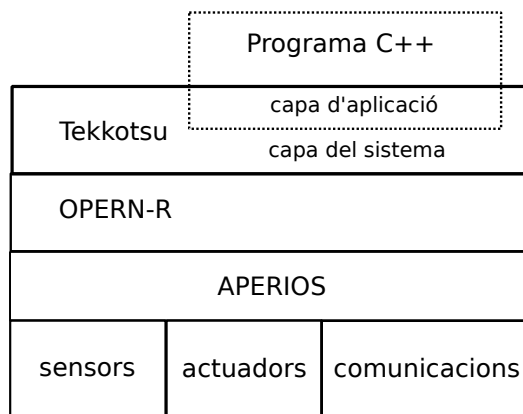 Programa C++
capa d'aplicació
Tekkotsu
capa del sistema
OPERN-R
APERIOS
sensors
actuadors
comunicacions